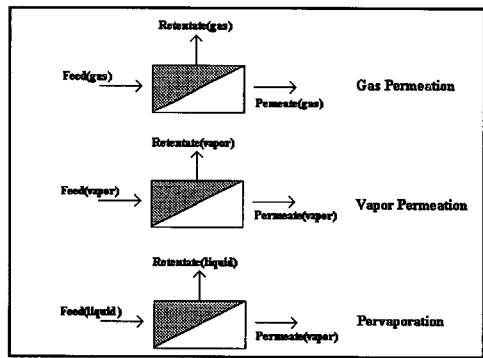 Retentate(gas)
Feed(gas)
Permeate(gas)
Gas Permeation
Retentate(vapor)
Feed(vapor)
Permeate(vapor)
Vapor Permeation
Retentate(liquid)
Feed(liquid)
Permeate(vapor)
Pervaporation